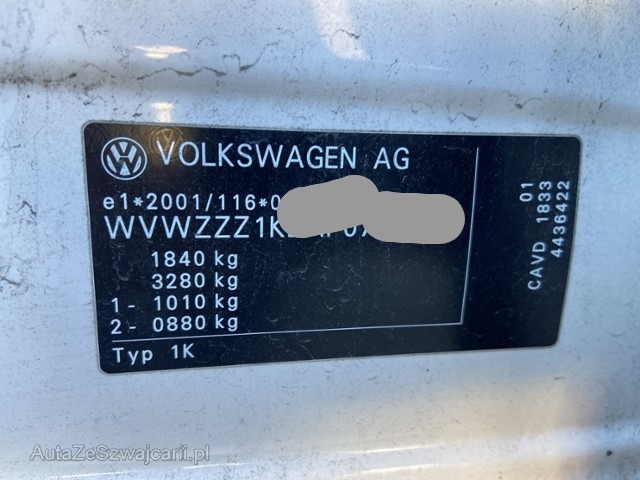 VOLKSWAGEN AG
e1*2001/116*0
WVWZZZ1K
1840 kg
3280 kg
1- 1010 kg
2- 0880 kg
Typ 1K
01
CAVD 1833
4436422
AutaZeSzwajcarii.pl